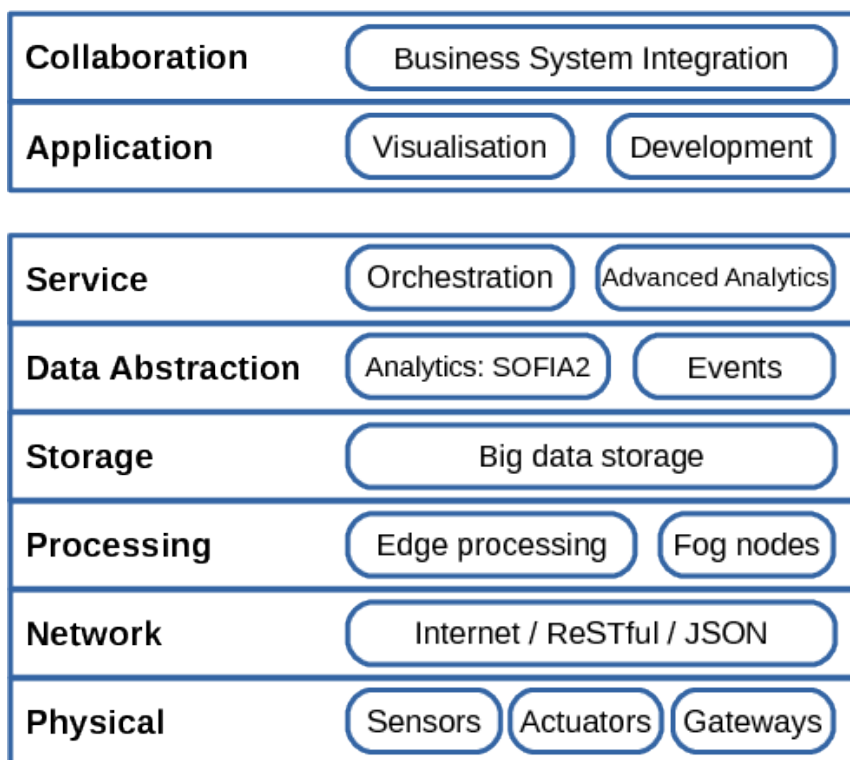 Collaboration
Business System Integration
Application
Visualisation
Development
Service
Orchestration
Advanced Analytics
Data Abstraction
Analytics: SOFIA2
Events
Storage
Big data storage
Processing
Edge processing
Fog nodes
Network
Internet / ReSTful / JSON
Physical
Sensors
Actuators
Gateways